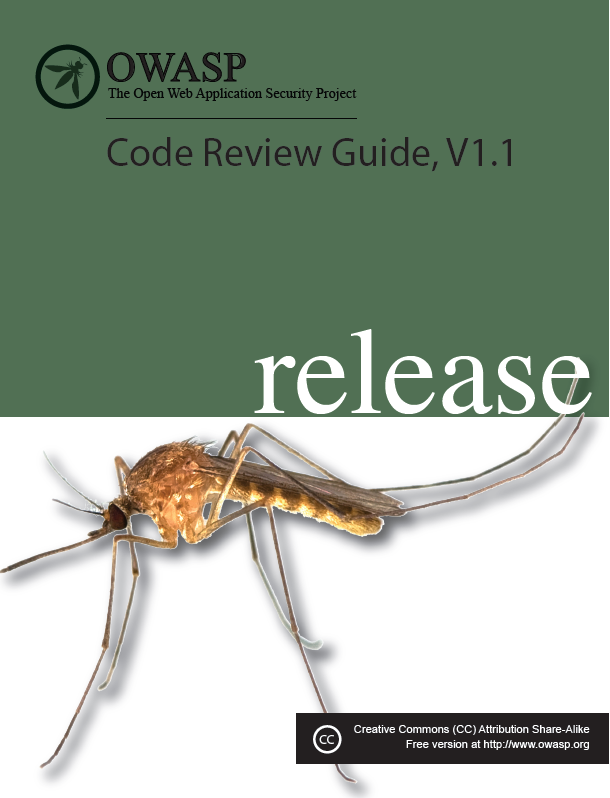 OWASP
The Open Web Application Security Project
Code Review Guide, V1.1
release
CC
Creative Commons (CC) Attribution Share-Alike
Free version at http://www.owasp.org